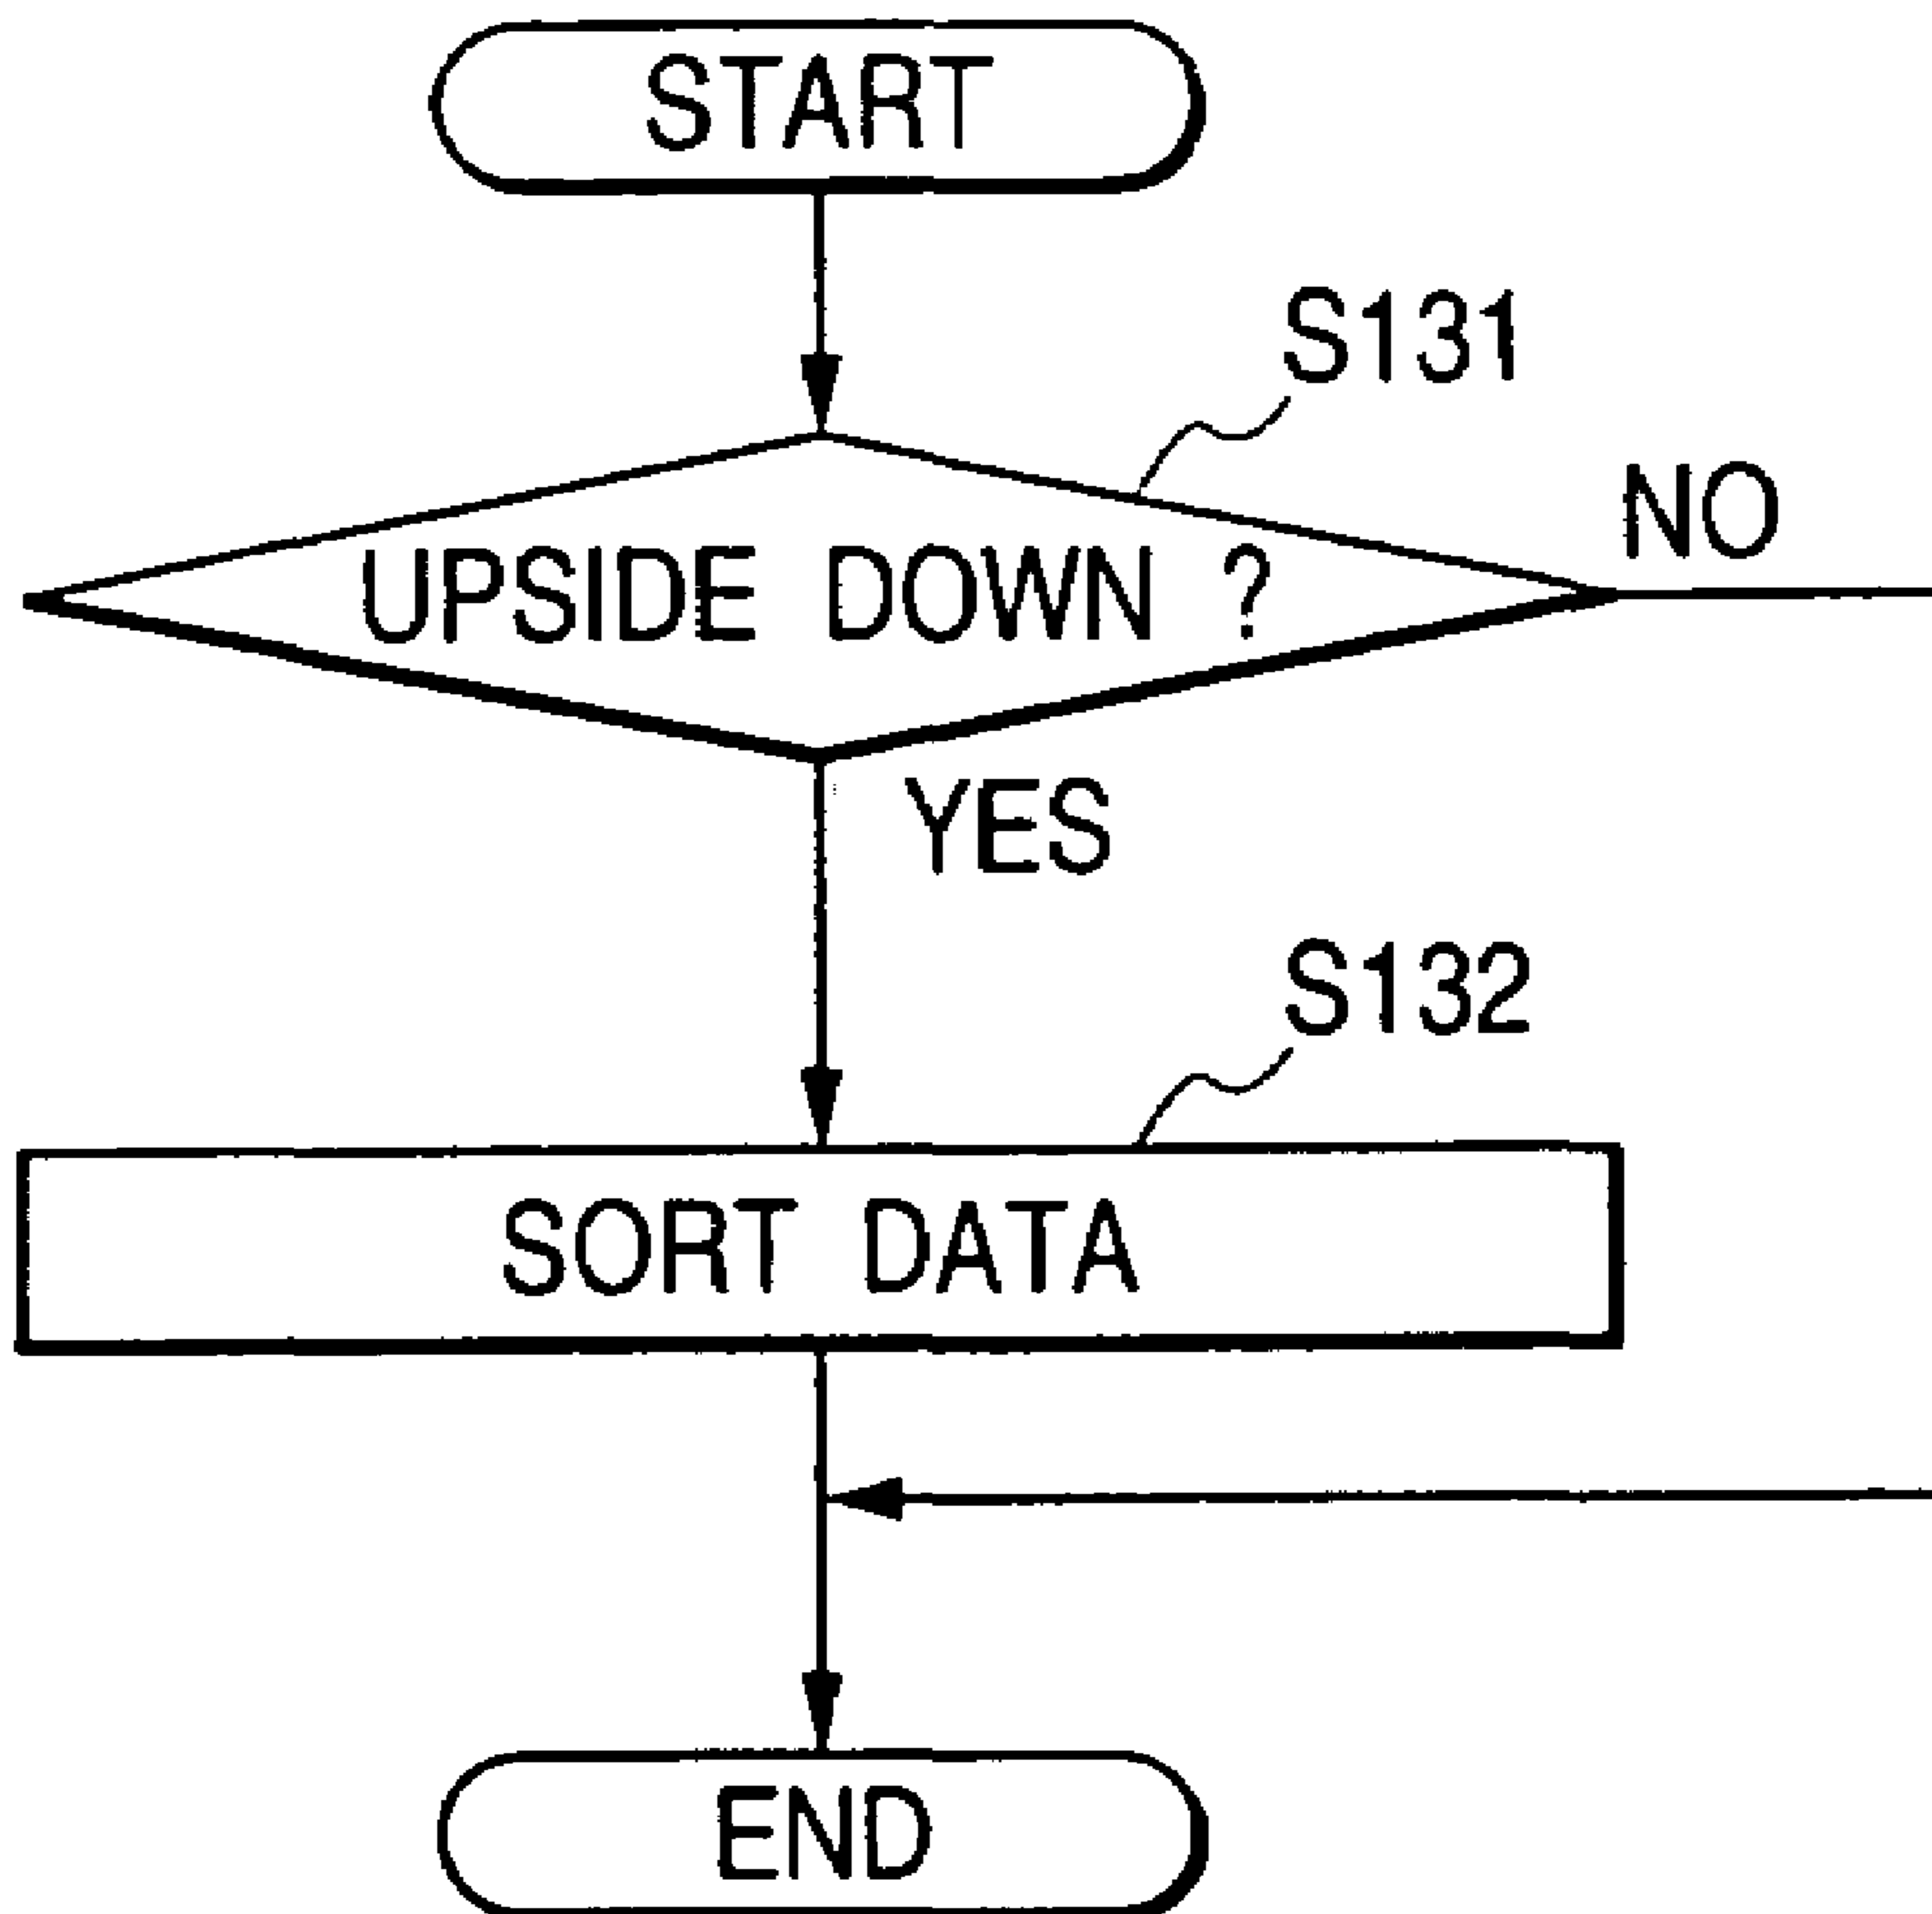 START
S131
NO
UPSIDE DOWN ?
YES
S132
SORT DATA
END